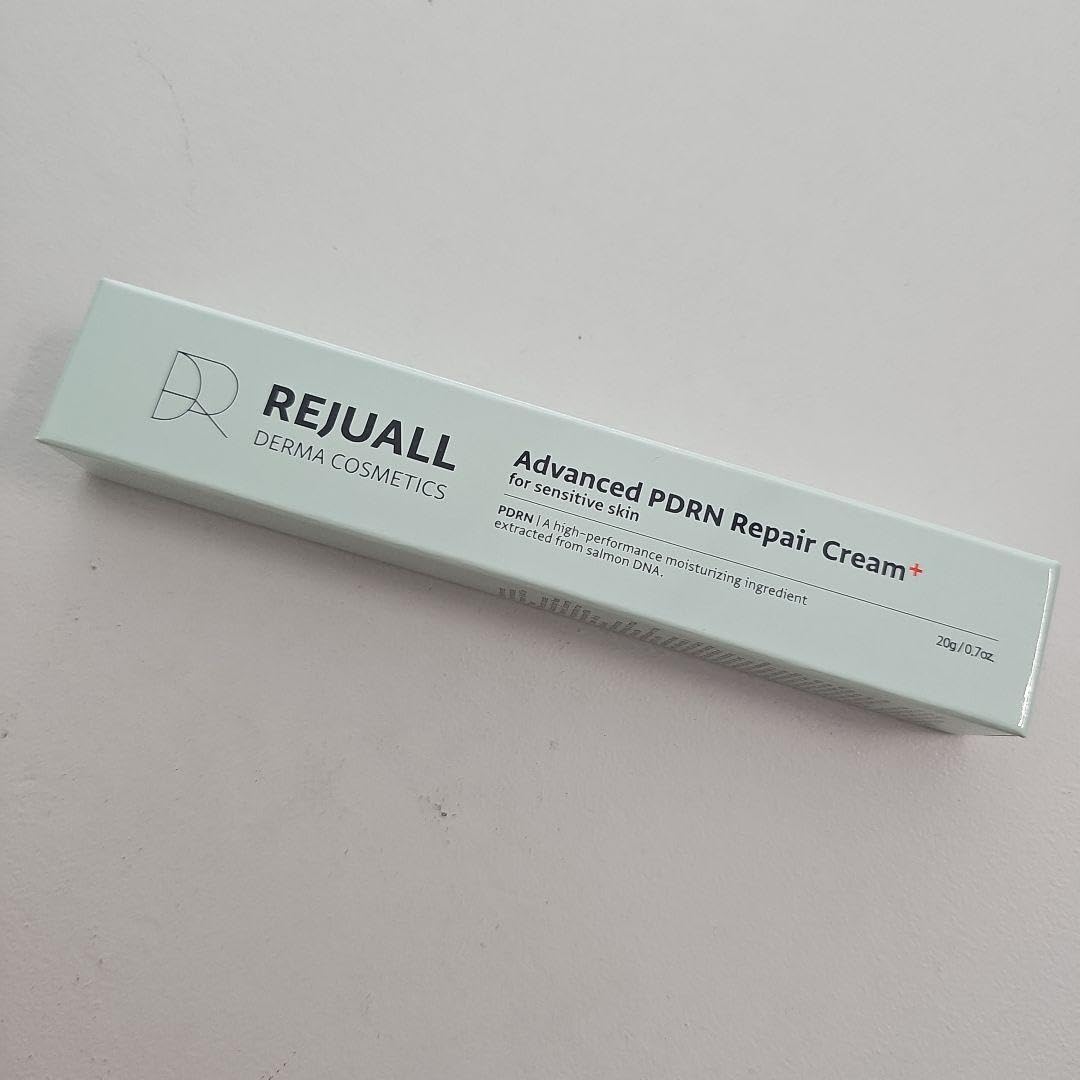 DR
REJUALL
DERMA COSMETICS
Advanced PDRN Repair Cream+
for sensitive skin
PDRN | A high-performance moisturizing ingredient
extracted from salmon DNA.
20g/0.7oz.